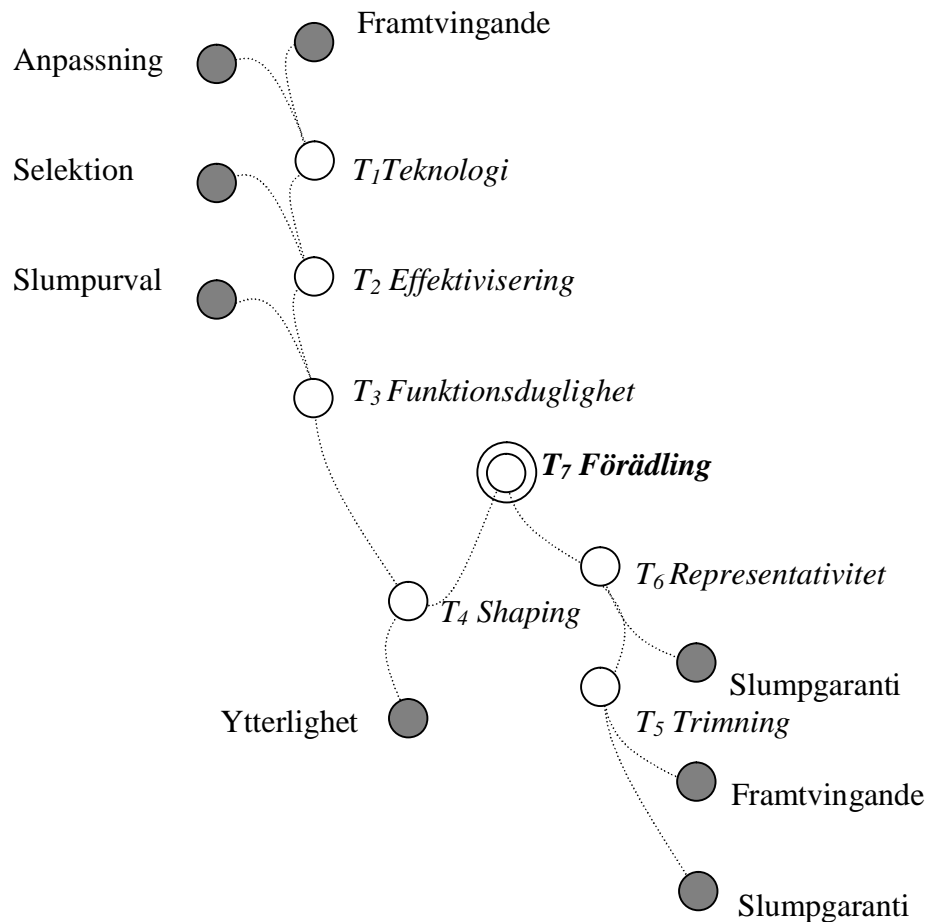 Framtvingande
Anpassning
T1Teknologi
Selektion
T2 Effektivisering
Slumpurval
T3 Funktionsduglighet
T7 Förädling
T6 Representativitet
T4 Shaping
Slumpgaranti
Ytterlighet
T5 Trimning
Framtvingande
Slumpgaranti